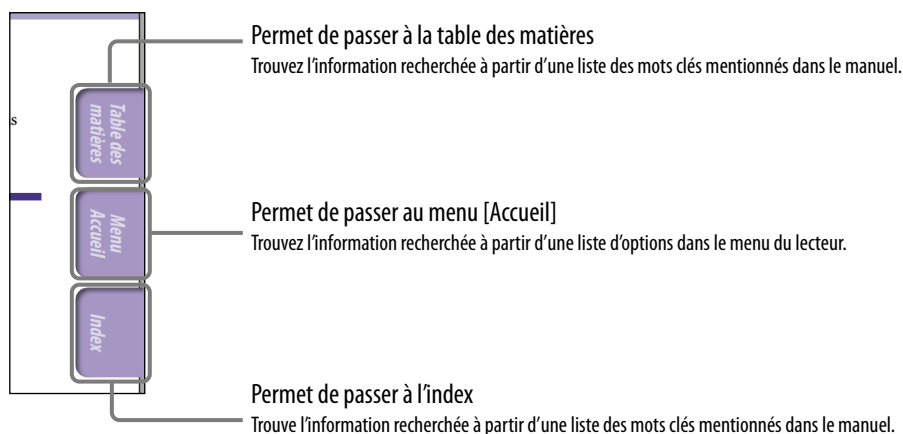 Permet de passer à la table des matières
Trouvez l'information recherchée à partir d'une liste des mots clés mentionnés dans le manuel.
s
Table des
matières
Permet de passer au menu [Accueil]
Trouvez l'information recherchée à partir d'une liste d'options dans le menu du lecteur.
Menu
Accueil
Index
Permet de passer à l'index
Trouve l'information recherchée à partir d'une liste des mots clés mentionnés dans le manuel.